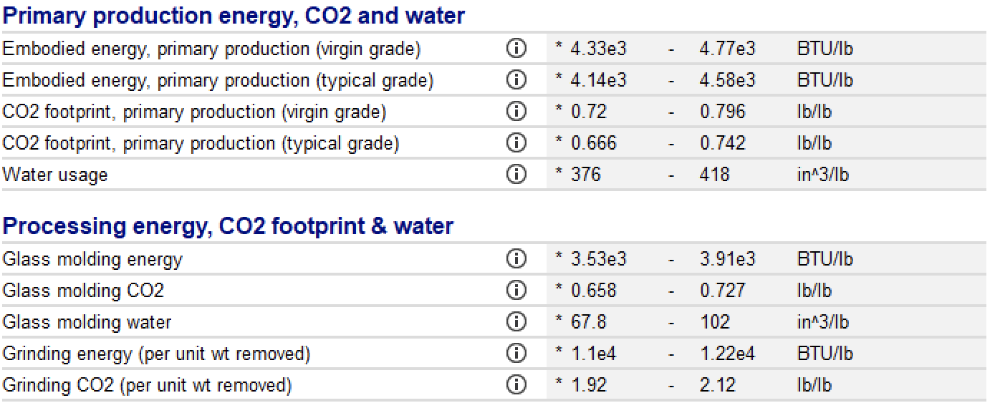 Primary production energy, CO2 and water
Embodied energy, primary production (virgin grade) * 4.33e3 - 4.77e3 BTU/lb
Embodied energy, primary production (typical grade) * 4.14e3 - 4.58e3 BTU/lb
CO2 footprint, primary production (virgin grade) * 0.72 - 0.796 lb/lb
CO2 footprint, primary production (typical grade) * 0.666 - 0.742 lb/lb
Water usage * 376 - 418 in^3/lb
Processing energy, CO2 footprint & water
Glass molding energy * 3.53e3 - 3.91e3 BTU/lb
Glass molding CO2 * 0.658 - 0.727 lb/lb
Glass molding water * 67.8 - 102 in^3/lb
Grinding energy (per unit wt removed) * 1.1e4 - 1.22e4 BTU/lb
Grinding CO2 (per unit wt removed) * 1.92 - 2.12 lb/lb